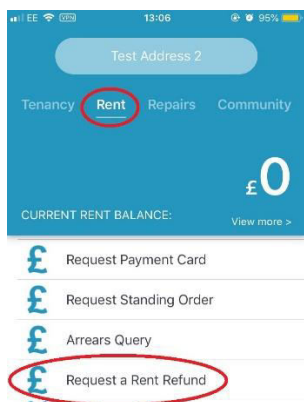 EE VPN 13:06 95%
Test Address 2
Tenancy Rent Repairs Community
£0
CURRENT RENT BALANCE: View more >
£ Request Payment Card
£ Request Standing Order
£ Arrears Query
£ Request a Rent Refund